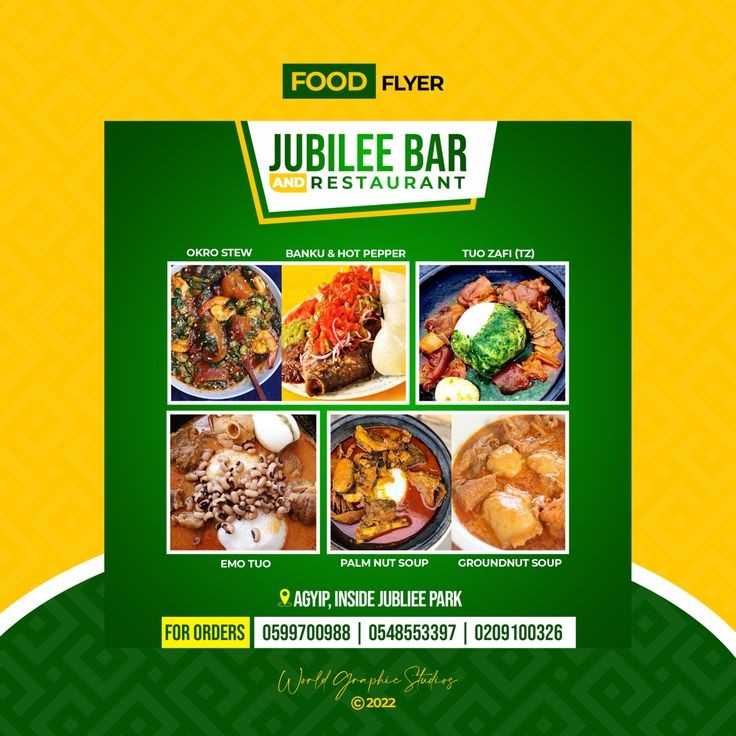 FOOD FLYER
JUBILEE BAR
AND RESTAURANT
OKRO STEW
BANKU & HOT PEPPER
TUO ZAFI (TZ)
EMO TUO
PALM NUT SOUP
GROUNDNUT SOUP
AGYIP, INSIDE JUBLIEE PARK
FOR ORDERS 0599700988 | 0548553397 | 0209100326
World Graphic Studios
© 2022